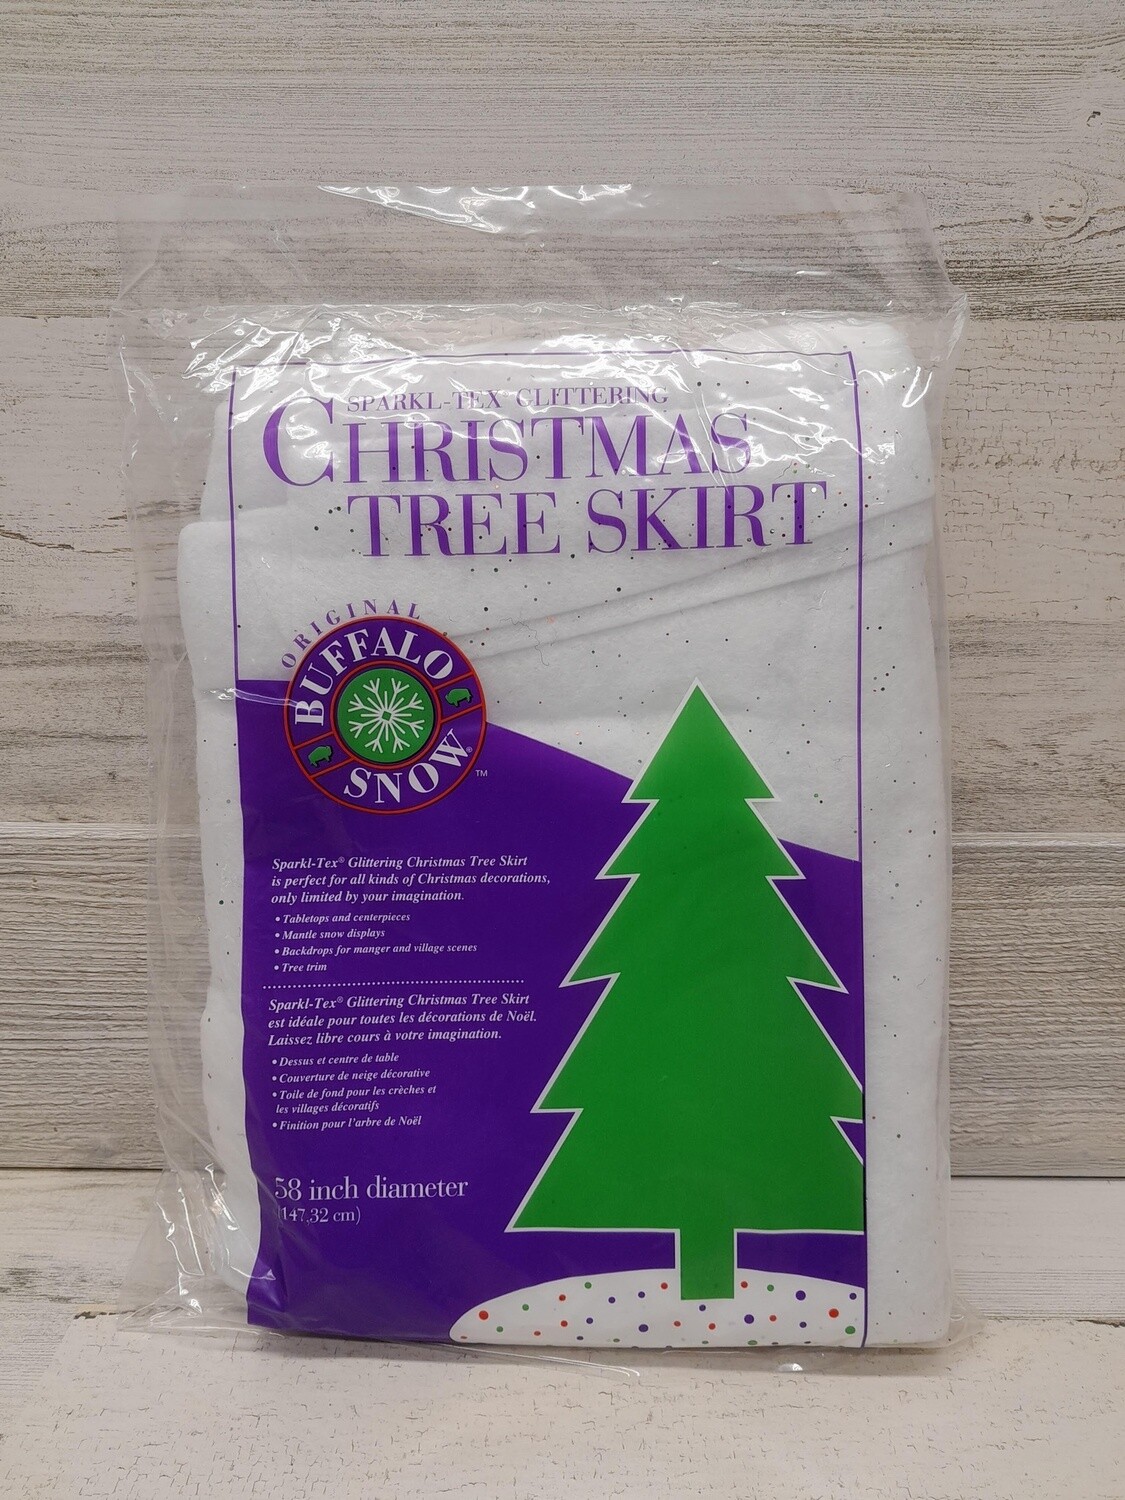 SPARKL-TEX GLITTERING
CHRISTMAS
TREE SKIRT
ORIGINAL
BUFFALO
SNOW®
™
Sparkl-Tex® Glittering Christmas Tree Skirt
is perfect for all kinds of Christmas decorations,
only limited by your imagination.
• Tabletops and centerpieces
• Mantle snow displays
• Backdrops for manger and village scenes
• Tree trim
Sparkl-Tex® Glittering Christmas Tree Skirt
est idéale pour toutes les décorations de Noël.
Laissez libre cours à votre imagination.
• Dessus et centre de table
• Couverture de neige décorative
• Toile de fond pour les crèches et
les villages décoratifs
• Finition pour l'arbre de Noël
58 inch diameter
(147,32 cm)